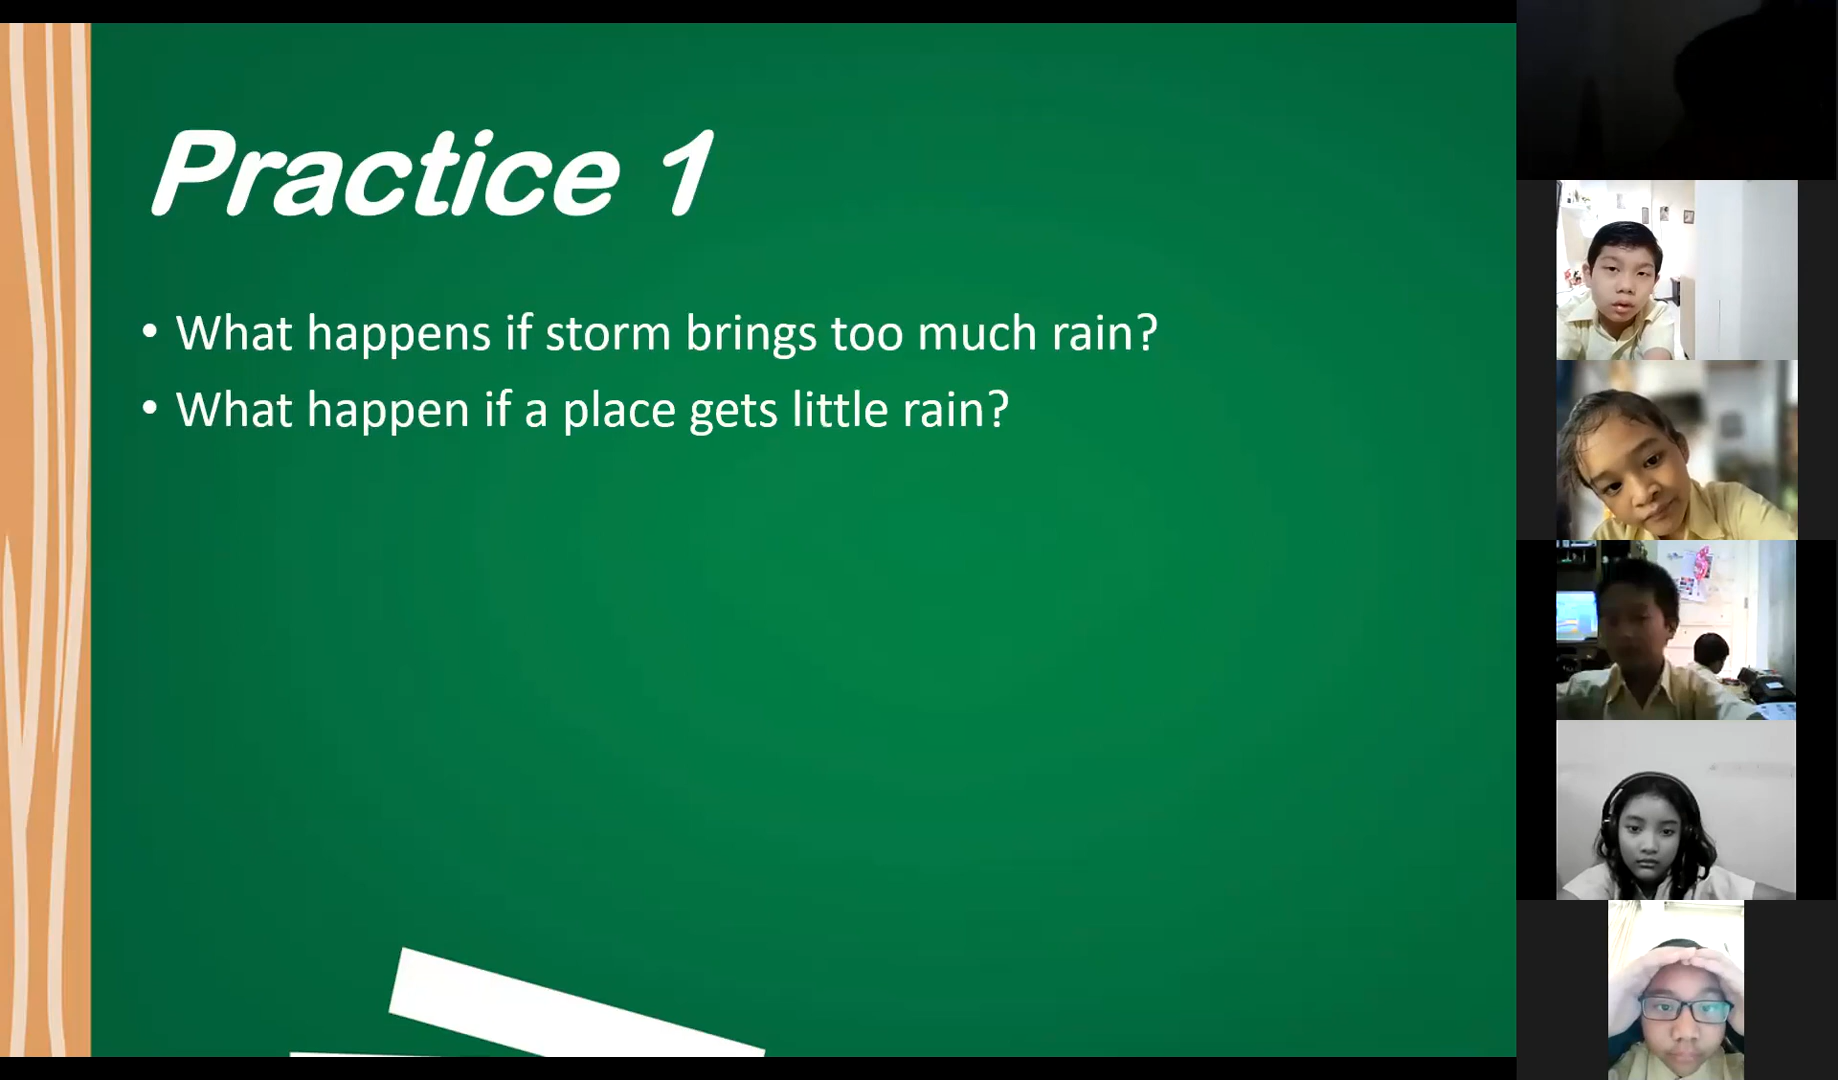 Practice 1
• What happens if storm brings too much rain?
• What happen if a place gets little rain?